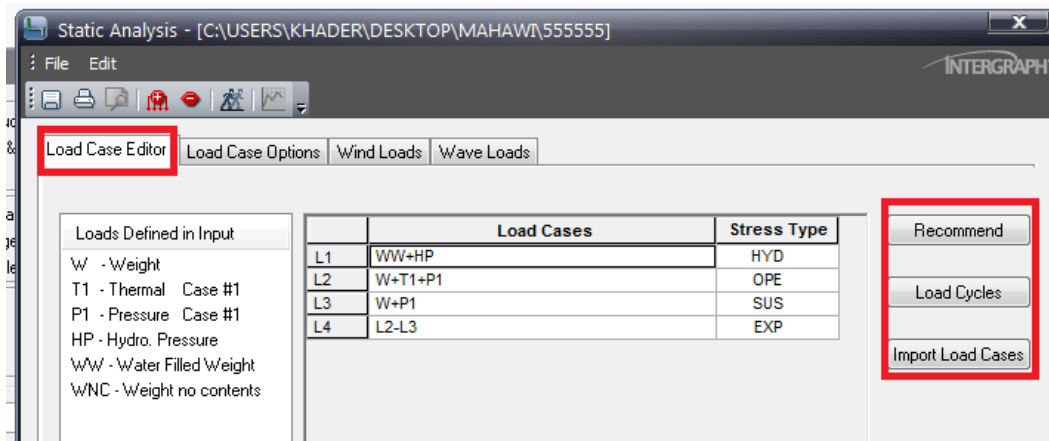 Static Analysis - [C:\USERS\KHADER\DESKTOP\MAHAWI\555555]
File Edit
INTERGRAPH
Load Case Editor Load Case Options Wind Loads Wave Loads
Loads Defined in Input
W - Weight
T1 - Thermal Case #1
P1 - Pressure Case #1
HP - Hydro. Pressure
WW - Water Filled Weight
WNC - Weight no contents
Load Cases Stress Type
L1 WW+HP HYD
L2 W+T1+P1 OPE
L3 W+P1 SUS
L4 L2-L3 EXP
Recommend
Load Cycles
Import Load Cases